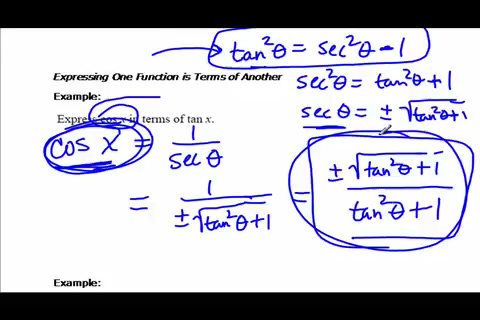 tan²θ = sec²θ - 1
Expressing One Function is Terms of Another
sec²θ = tan²θ + 1
Example:
sec θ = ± √tan²θ+1
Express cos x in terms of tan x.
cos x = 1 / sec θ
= 1 / ±√tan²θ+1 = ±√tan²θ+1 / tan²θ+1
Example: